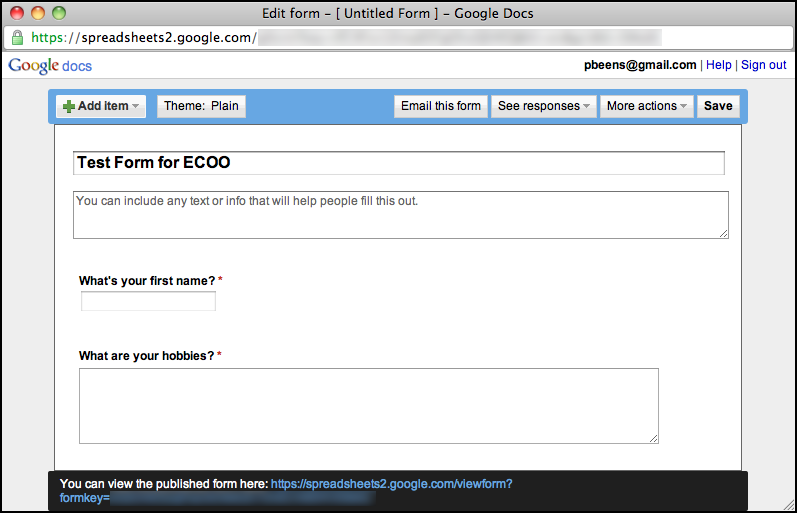 Edit form – [ Untitled Form ] – Google Docs
https://spreadsheets2.google.com/
Google docs
pbeens@gmail.com | Help | Sign out
Add item Theme: Plain Email this form See responses More actions Save
Test Form for ECOO
You can include any text or info that will help people fill this out.
What's your first name? *
What are your hobbies? *
You can view the published form here: https://spreadsheets2.google.com/viewform?
formkey=